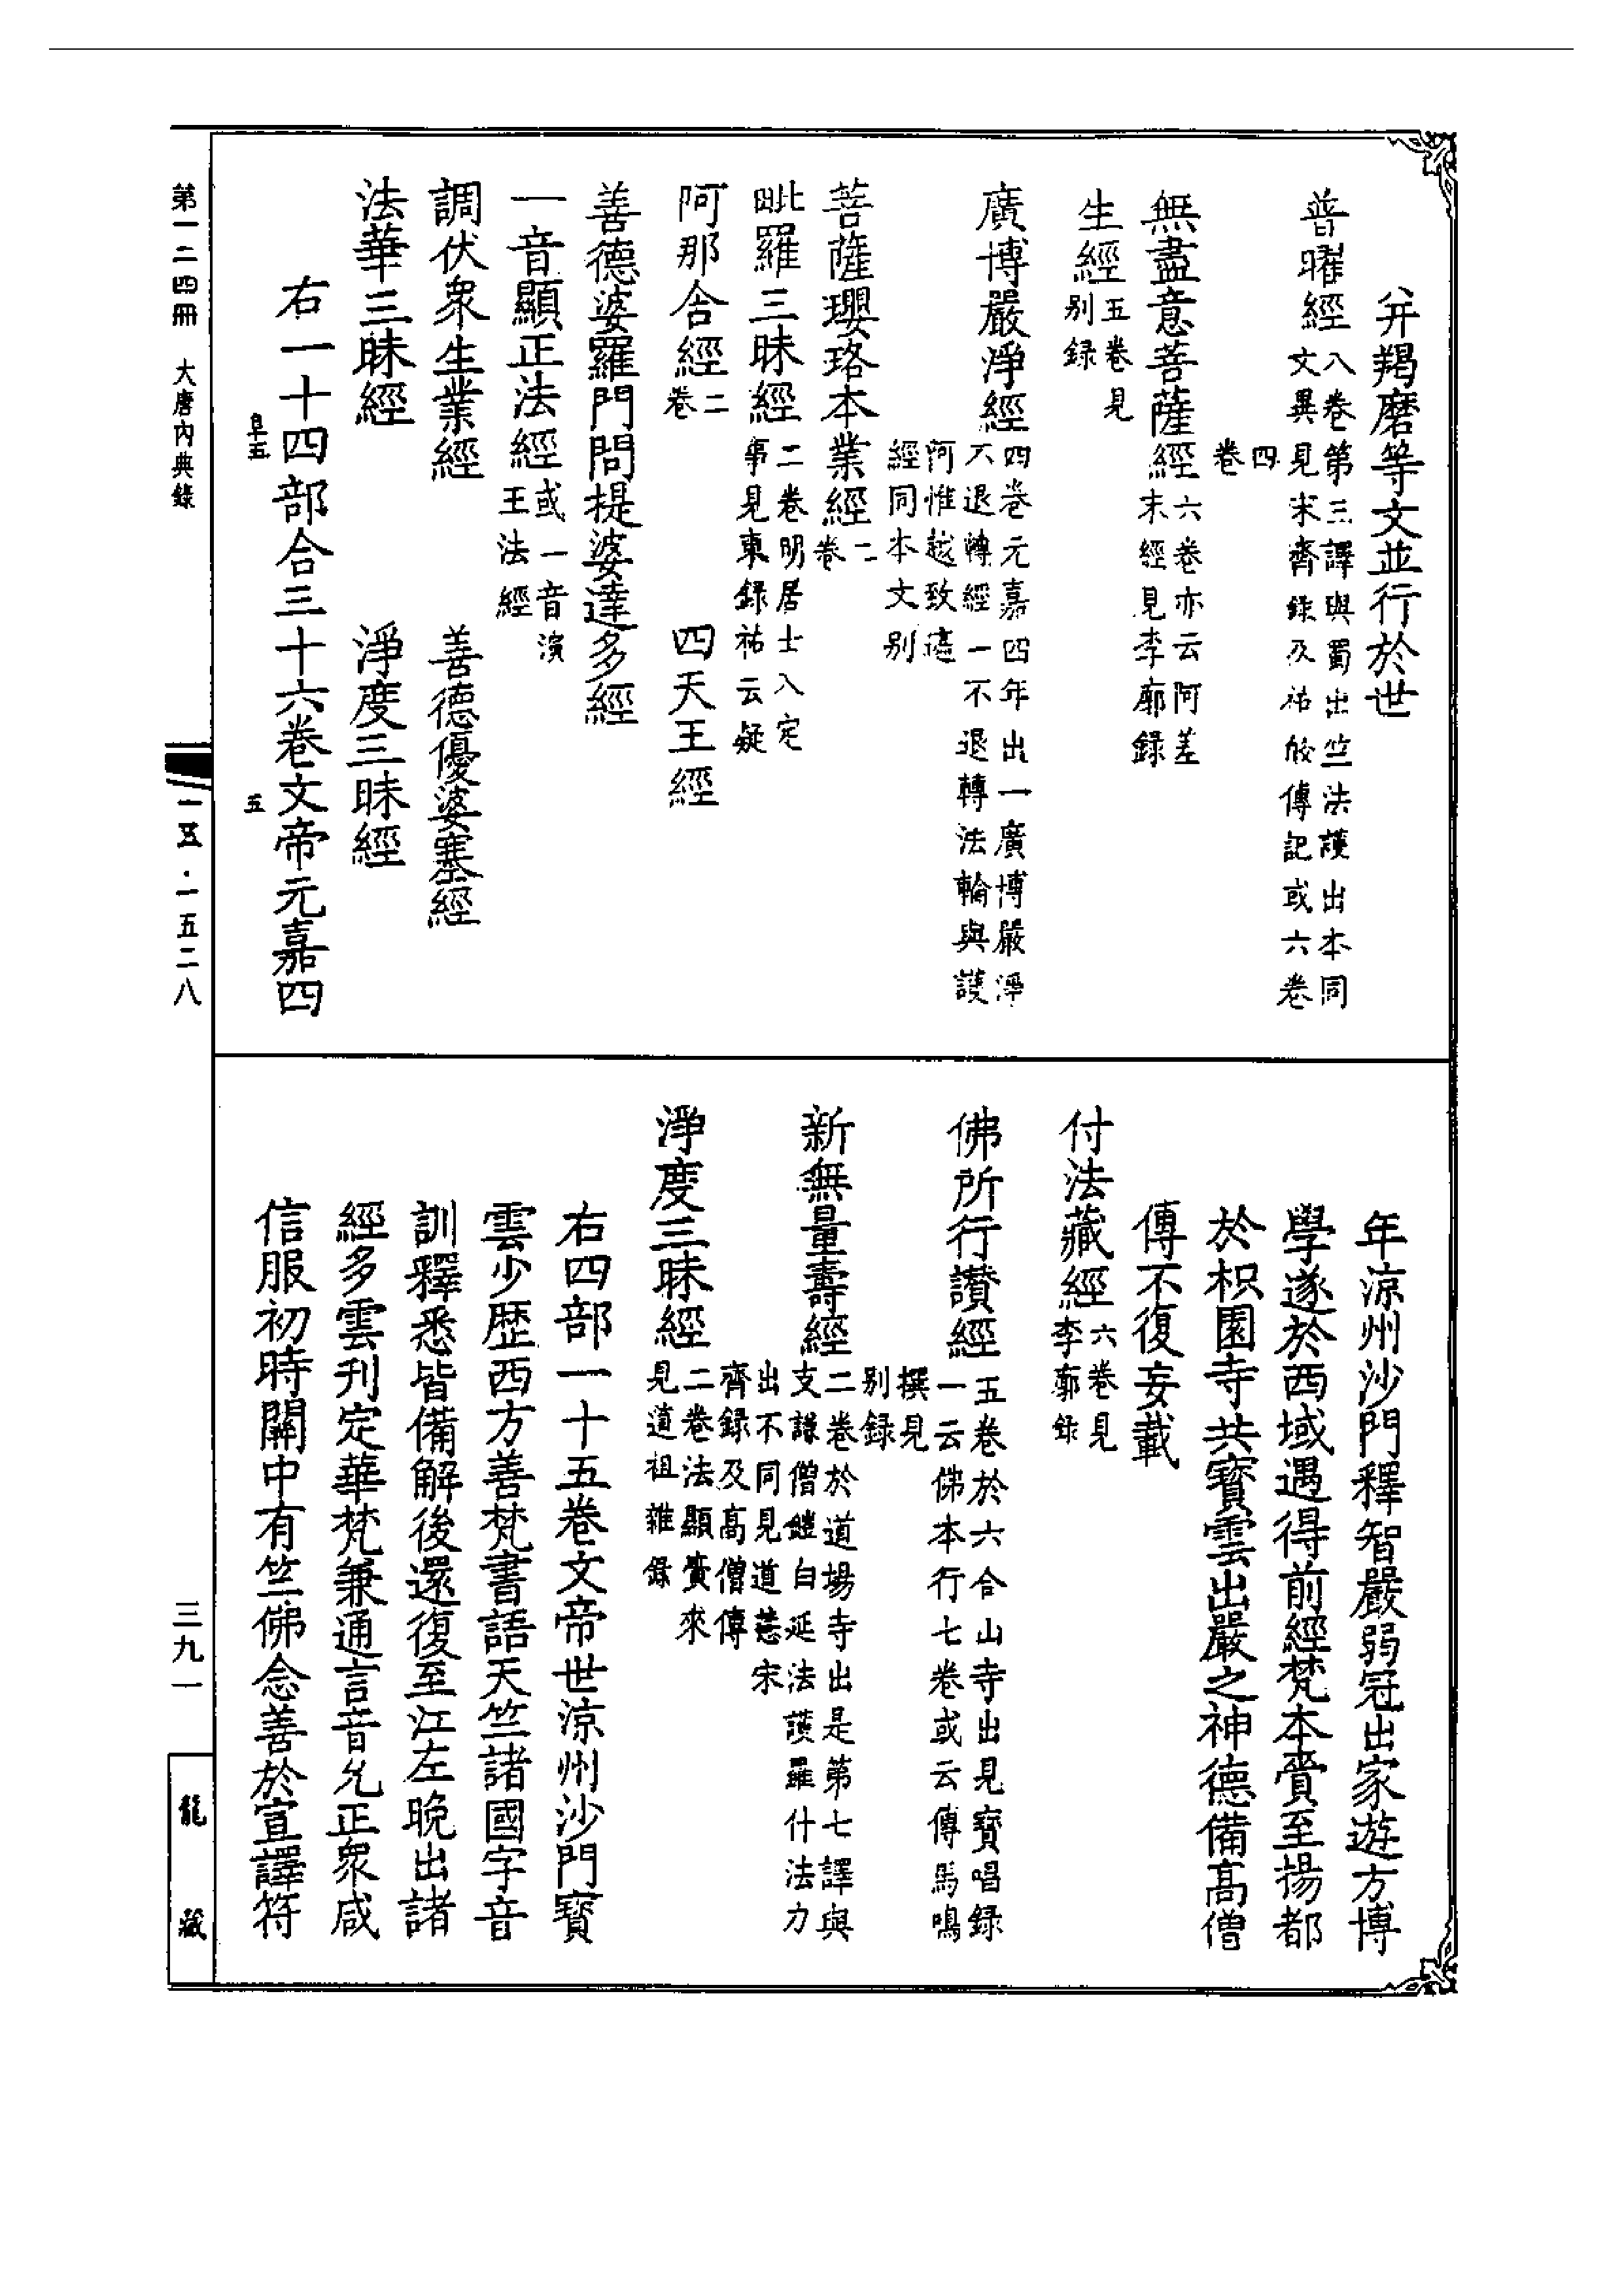 并羯磨等文並行於世
普曜經八卷第三譯與蜀出竺法護出本同
文異見宋齊錄及祐皎傳記或六卷
四
卷
無盡意菩薩經六卷亦云阿差
末經見李廓錄
生經五卷見
別錄
廣博嚴淨經四卷元嘉四年出一廣博嚴淨
不退轉經一不退轉法輪與護
阿惟越致遮
經同本文別
菩薩瓔珞本業經二
卷
毗羅三昧經二卷明居士入定
事見東錄祐云疑
阿那含經二
卷
四天王經
善德婆羅門問提婆達多經
一音顯正法經或一音演
王法經
調伏衆生業經 善德優婆塞經
法華三昧經 淨度三昧經
右一十四部合三十六卷文帝元嘉四
阜五
五
年涼州沙門釋智嚴弱冠出家遊方博
學遂於西域遇得前經梵本賷至揚都
於枳園寺共寶雲出嚴之神德備高僧
傳不復妄載
付法藏經六卷見
李廓錄
佛所行讚經五卷於六合山寺出見寶唱錄
一云佛本行七卷或云傳馬鳴
撰見
別錄
新無量壽經二卷於道場寺出是第七譯與
支謙僧鎧白延法護羅什法力
出不同見道慧宋
齊錄及高僧傳
淨度三昧經二卷法顯賷來
見道祖雜錄
右四部一十五卷文帝世涼州沙門寶
雲少歷西方善梵書語天竺諸國字音
訓釋悉皆備解後還復至江左晚出諸
經多雲刊定華梵兼通言音允正衆咸
信服初時關中有竺佛念善於宣譯符
第一二四冊 大唐內典錄
一五·一五二八
三九一
龍藏